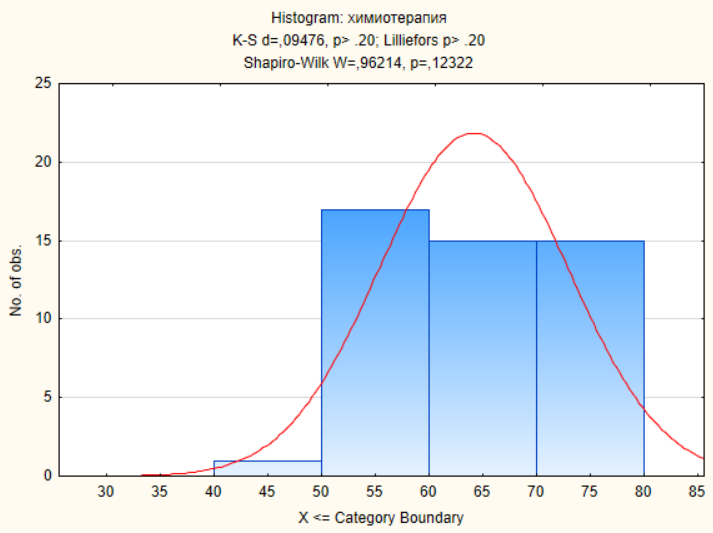 Histogram: химиотерапия
K-S d=,09476, p> .20; Lilliefors p> .20
Shapiro-Wilk W=,96214, p=,12322
25
20
15
10
5
0
No. of obs.
30 35 40 45 50 55 60 65 70 75 80 85
X <= Category Boundary